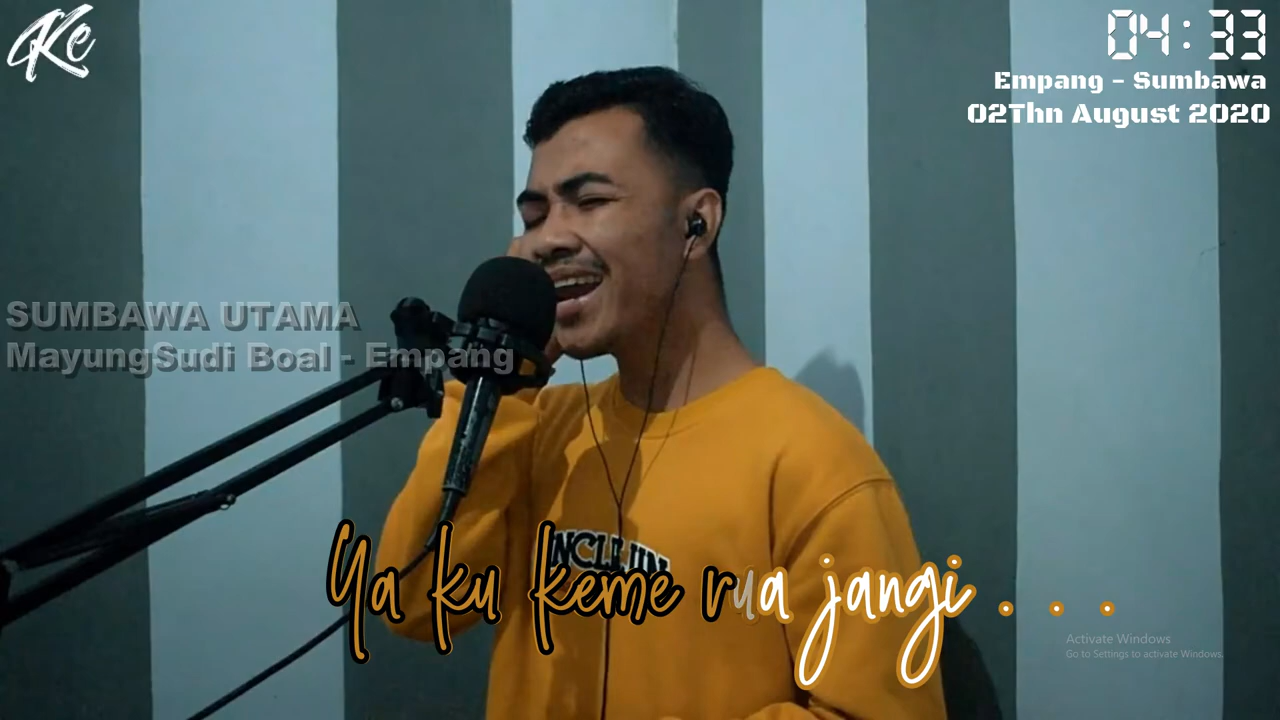 Ke
04:33
Empang - Sumbawa
02Thn August 2020
SUMBAWA UTAMA
MayungSudi Boal - Empang
Ya ku keme rua jangi . . .
Activate Windows
Go to Settings to activate Windows.